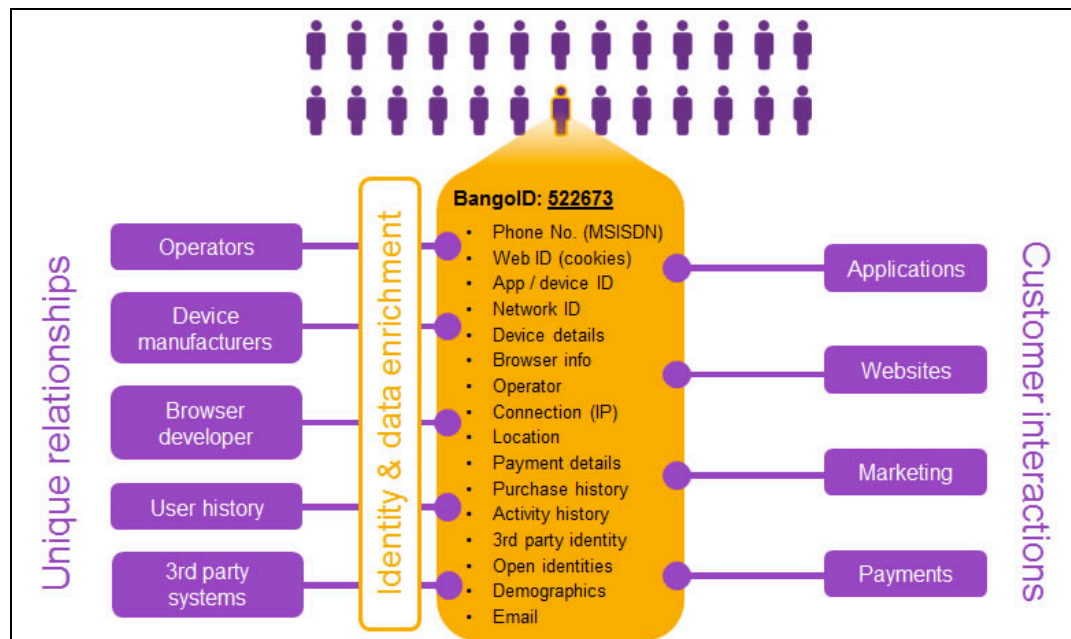 Unique relationships
Operators
Device
manufacturers
Browser
developer
User history
3rd party
systems
Identity & data enrichment
BangoID: 522673
• Phone No. (MSISDN)
• Web ID (cookies)
• App / device ID
• Network ID
• Device details
• Browser info
• Operator
• Connection (IP)
• Location
• Payment details
• Purchase history
• Activity history
• 3rd party identity
• Open identities
• Demographics
• Email
Applications
Websites
Marketing
Payments
Customer interactions